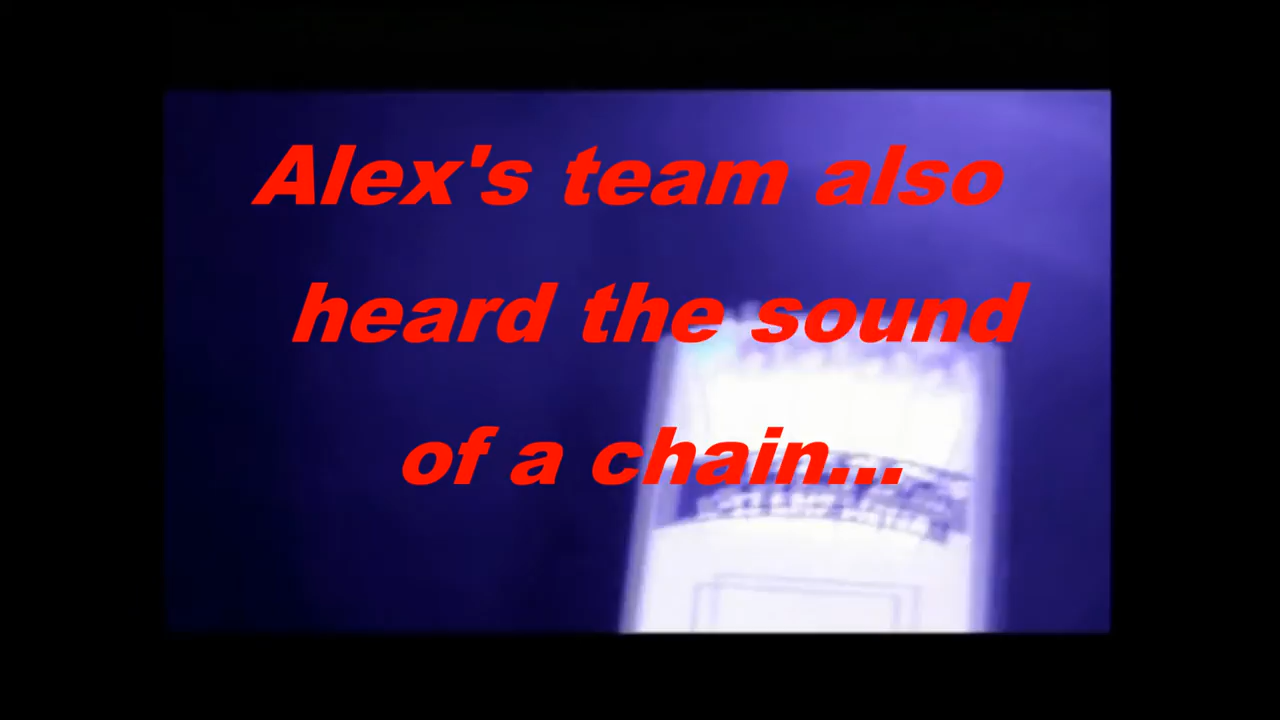 Alex's team also
heard the sound
of a chain...